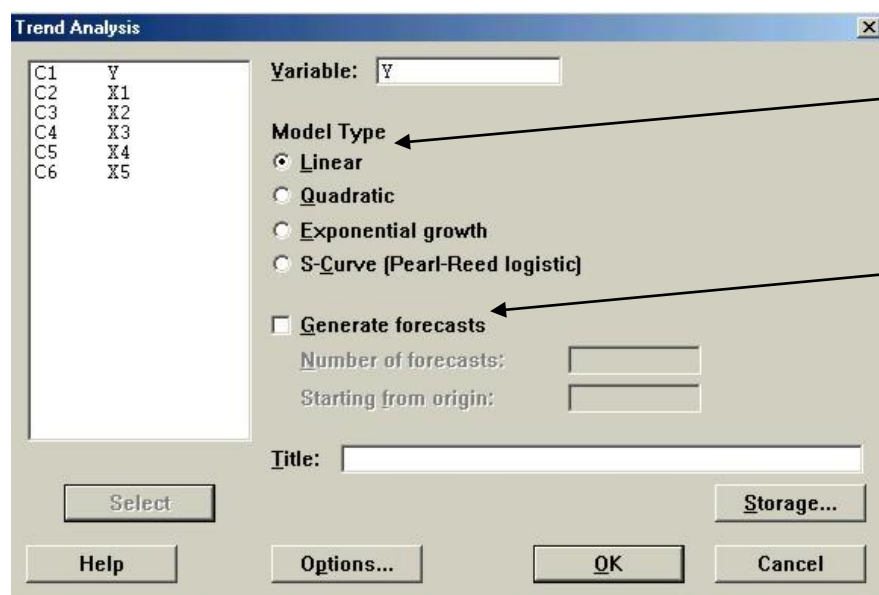 Trend Analysis
C1 Y
C2 X1
C3 X2
C4 X3
C5 X4
C6 X5
Variable: Y
Model Type
Linear
Quadratic
Exponential growth
S-Curve (Pearl-Reed logistic)
Generate forecasts
Number of forecasts:
Starting from origin:
Title:
Select
Storage...
Help
Options...
OK
Cancel